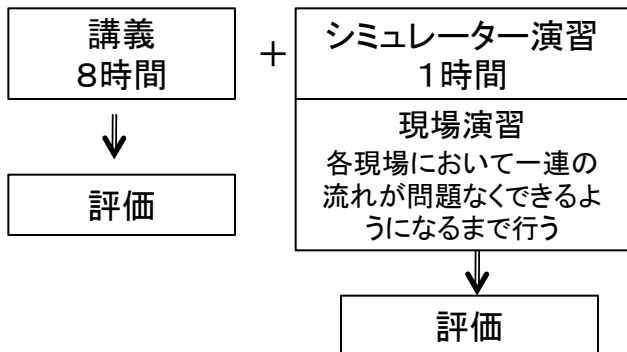 講義
8時間
評価
+
シミュレーター演習
1時間
現場演習
各現場において一連の
流れが問題なくできるよ
うになるまで行う
評価